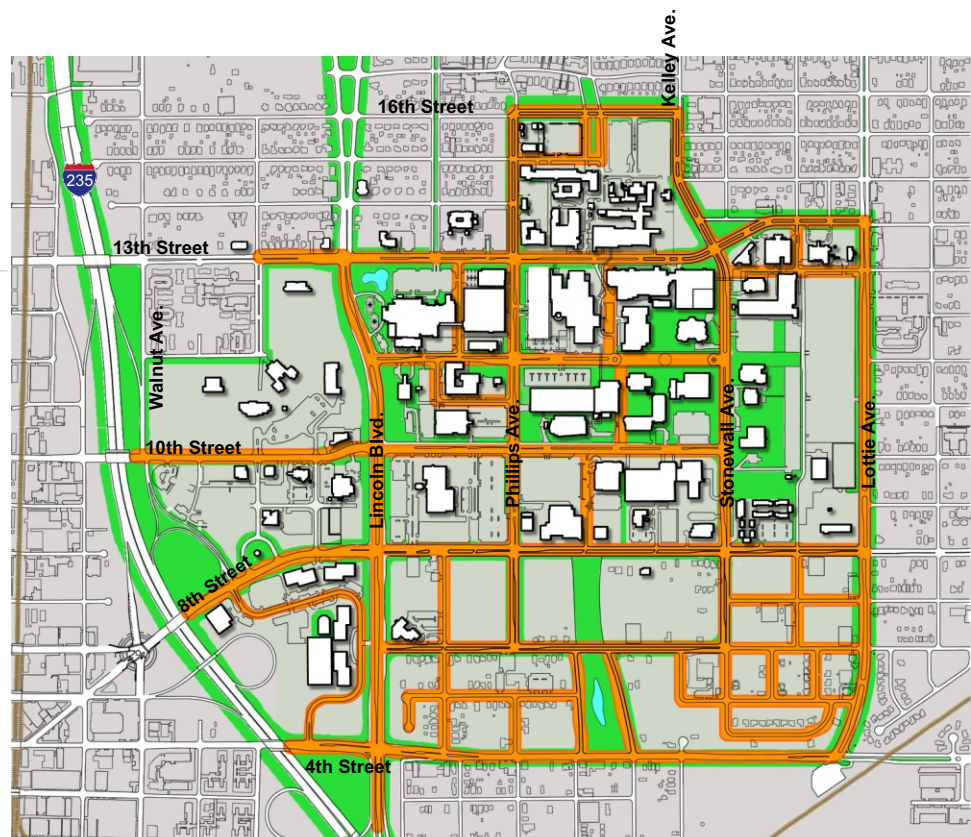 Kelley Ave.
16th Street
235
13th Street
Walnut Ave.
10th Street
Lincoln Blvd.
Phillips Ave.
Stonewall Ave.
Lottie Ave.
8th Street
4th Street